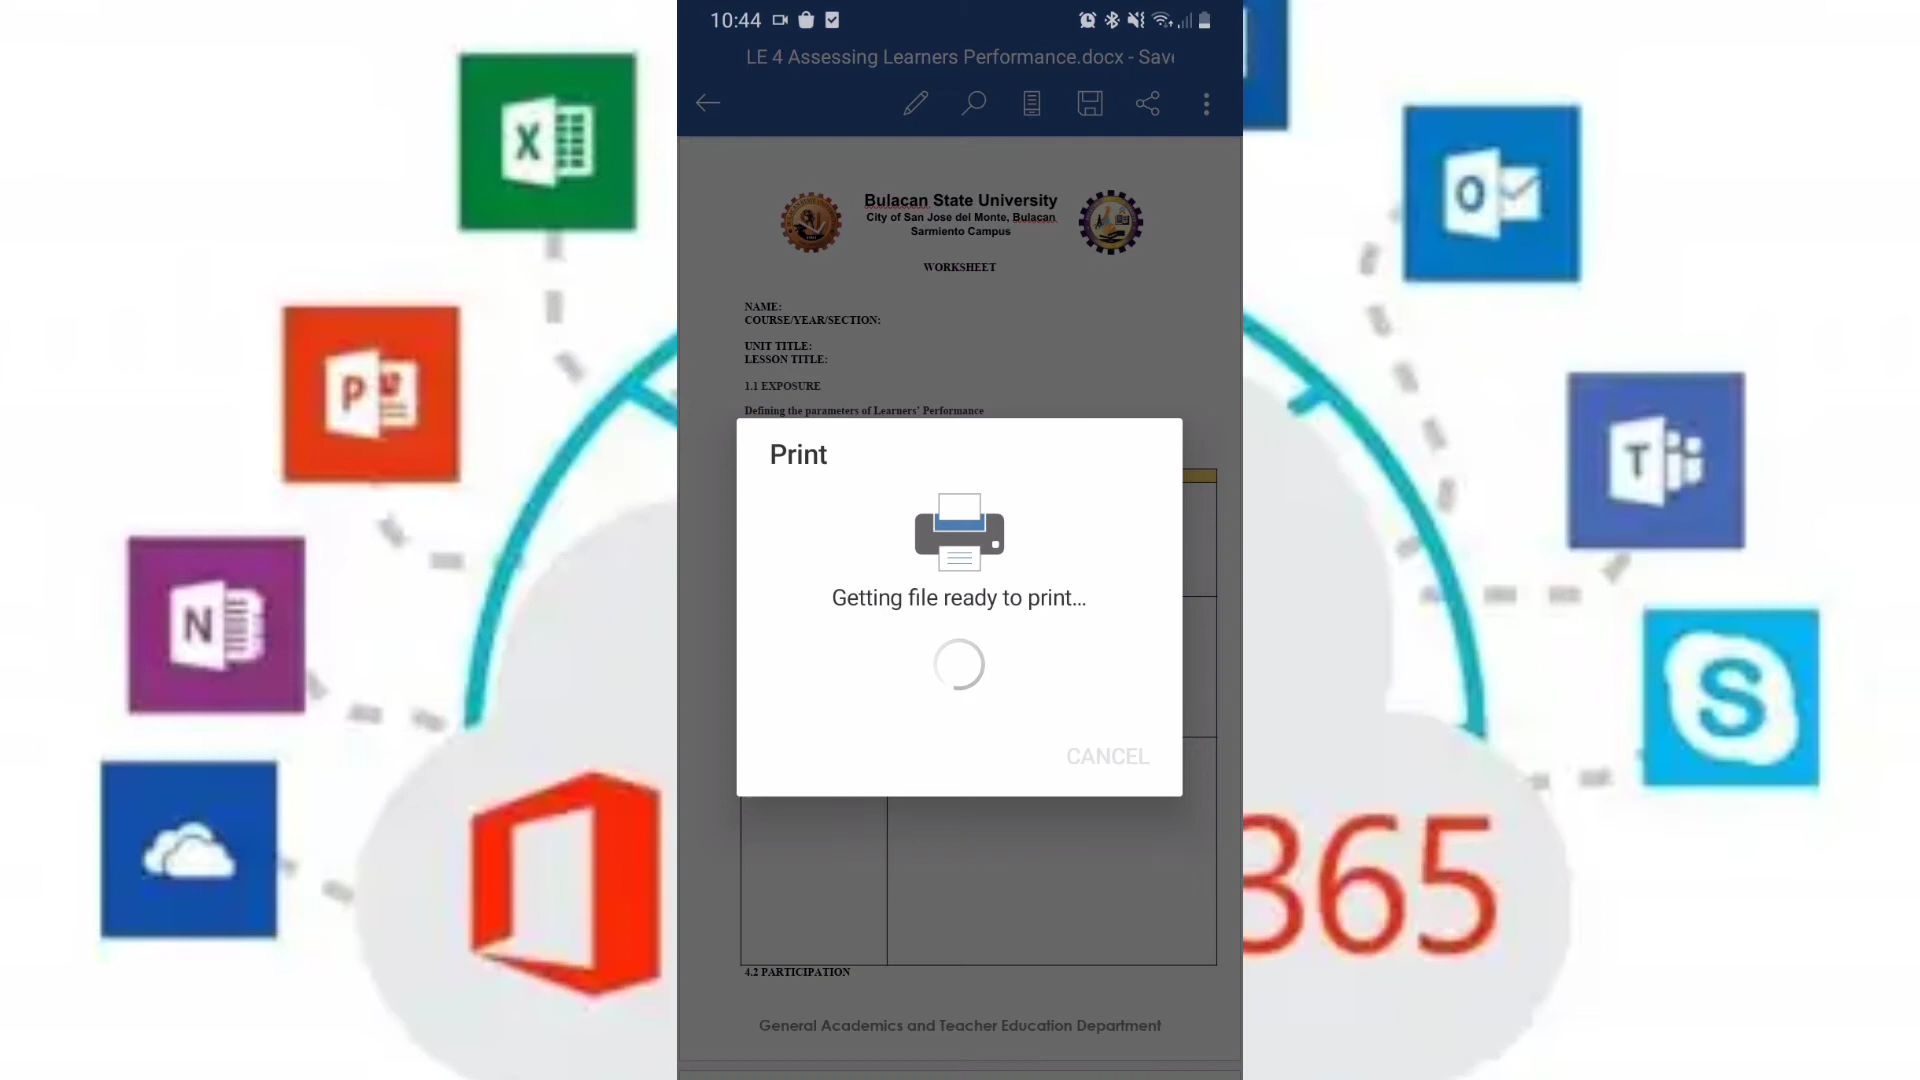 10:44
LE 4 Assessing Learners Performance.docx - Save
Bulacan State University
City of San Jose del Monte, Bulacan
Sarmiento Campus
WORKSHEET
NAME:
COURSE/YEAR/SECTION:
UNIT TITLE:
LESSON TITLE:
1.1 EXPOSURE
Defining the parameters of Learners' Performance
Print
Getting file ready to print...
CANCEL
4.2 PARTICIPATION
General Academics and Teacher Education Department
X
P
N
O
T
S
365